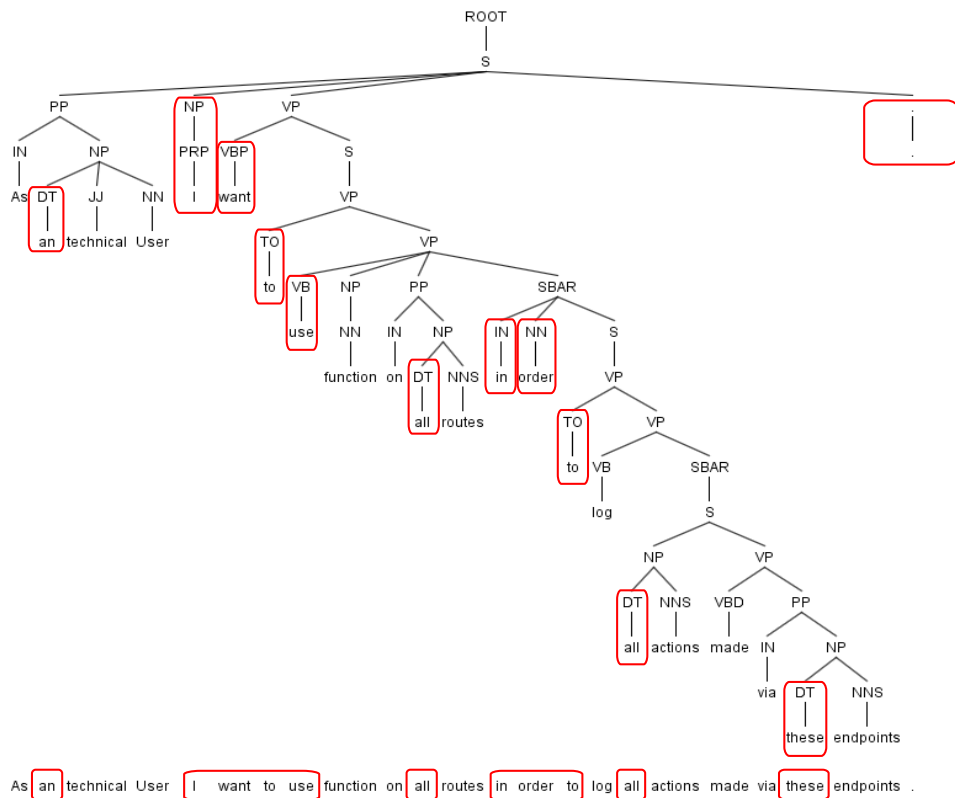 ROOT
S
PP NP VP .
IN NP PRP VBP S .
As DT JJ NN I want VP
an technical User TO VP
to VB NP PP SBAR
use NN IN NP IN NN S
function on DT NNS in order VP
all routes TO VP
to VB SBAR
log S
NP VP
DT NNS VBD PP
all actions made IN NP
via DT NNS
these endpoints
As an technical User I want to use function on all routes in order to log all actions made via these endpoints .